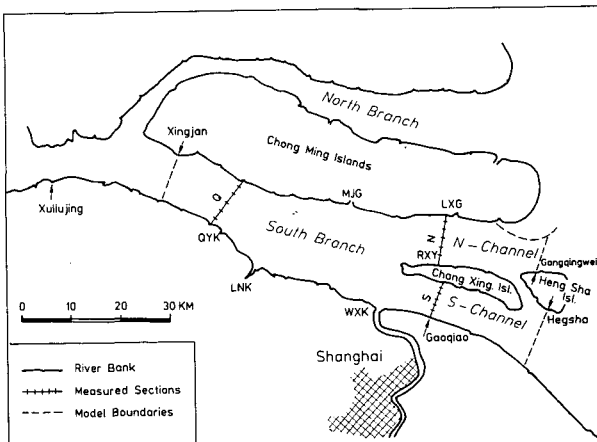 North Branch
Xingjan
Chong Ming Islands
Xuliujing
Q
MJG
LXG
QYK
South Branch
N
N-Channel
RXY
Gangqingwei
Chang Xing. Isl.
Heng Sha
Isl.
LNK
S
S-Channel
Hegsha
WXK
0 10 20 30 KM
Gaoqiao
Shanghai
River Bank
Measured Sections
Model Boundaries